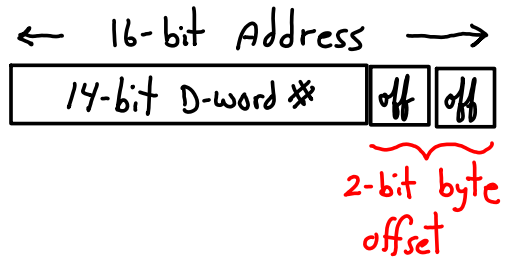 16-bit Address
14-bit D-word # off off
2-bit byte
offset